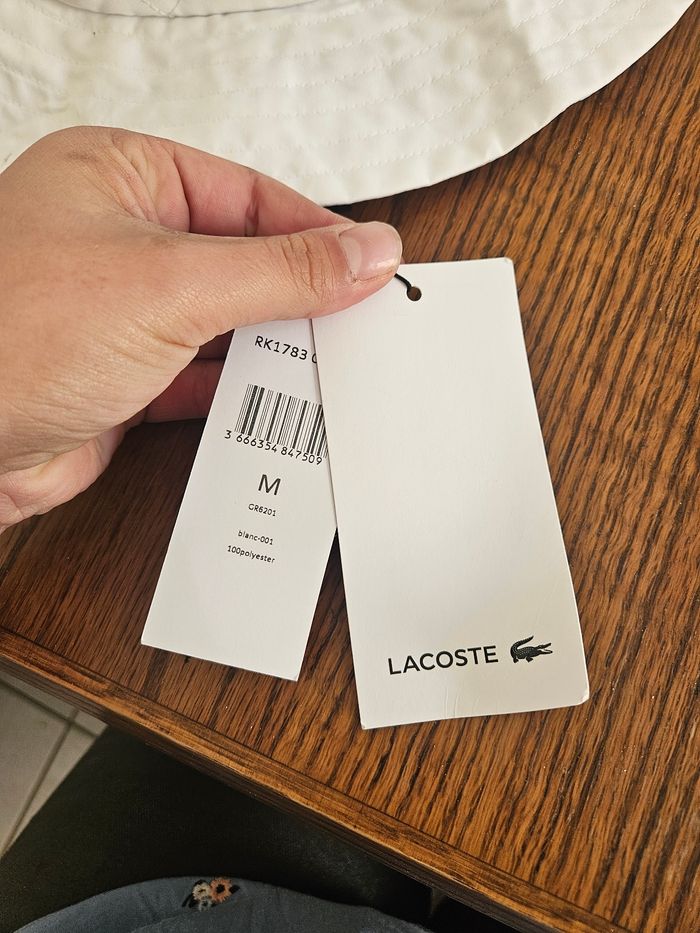 RK1783
3 666354 847509
M
GR6201
blanc-001
100polyester
LACOSTE